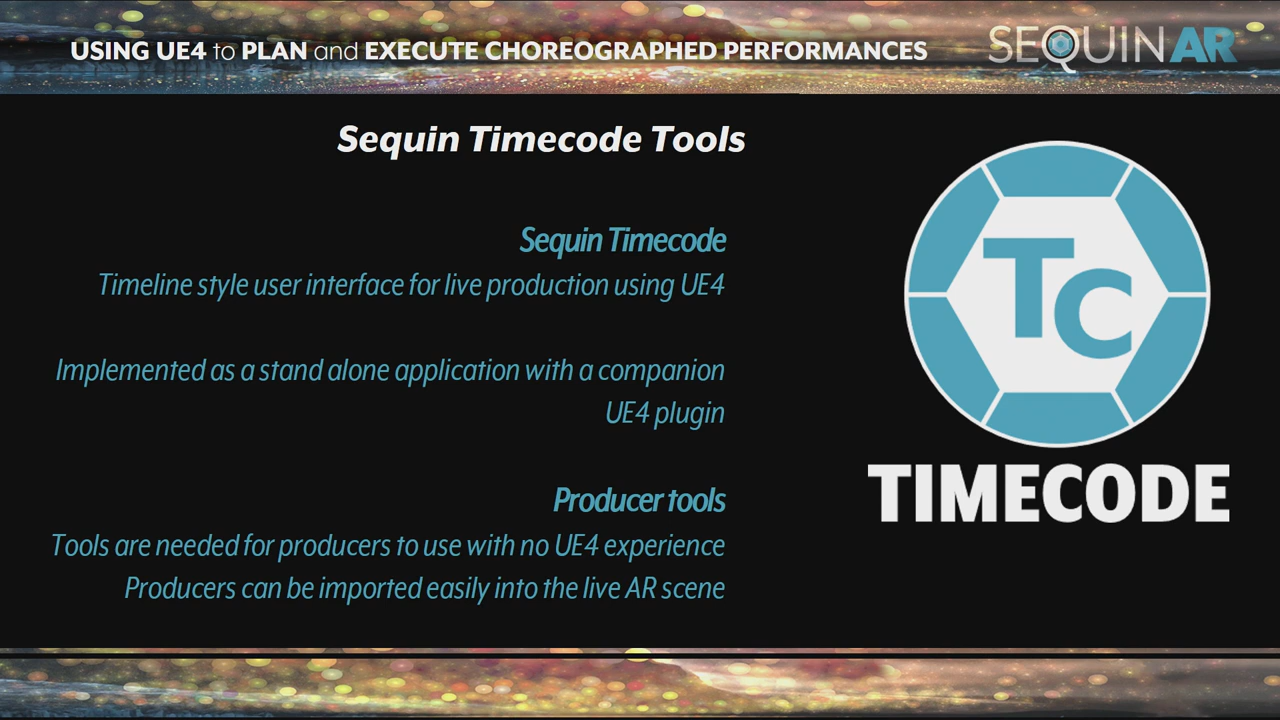 USING UE4 to PLAN and EXECUTE CHOREOGRAPHED PERFORMANCES
SEQUINAR
Sequin Timecode Tools
Sequin Timecode
Timeline style user interface for live production using UE4
Implemented as a stand alone application with a companion
UE4 plugin
Producer tools
Tools are needed for producers to use with no UE4 experience
Producers can be imported easily into the live AR scene
TC
TIMECODE